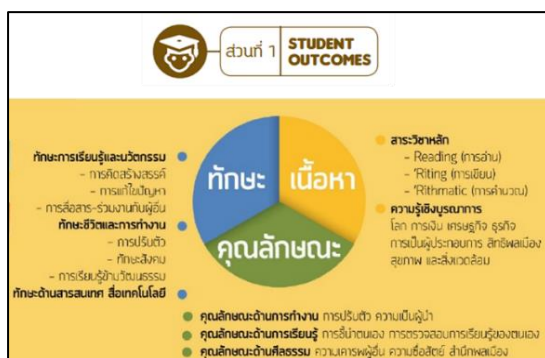 ส่วนที่ 1
STUDENT
OUTCOMES
ทักษะการเรียนรู้และนวัตกรรม
- การคิดสร้างสรรค์
- การแก้ไขปัญหา
- การสื่อสาร-ร่วมงานกับผู้อื่น
ทักษะชีวิตและการทำงาน
- การปรับตัว
- ทักษะสังคม
- การเรียนรู้ข้ามวัฒนธรรม
ทักษะด้านสารสนเทศ สื่อเทคโนโลยี
ทักษะ
เนื้อหา
คุณลักษณะ
สาระวิชาหลัก
- Reading (การอ่าน)
- 'Riting (การเขียน)
- 'Rithmatic (การคำนวณ)
ความรู้เชิงบูรณาการ
โลก การเงิน เศรษฐกิจ ธุรกิจ
การเป็นผู้ประกอบการ สิทธิพลเมือง
สุขภาพ และสิ่งแวดล้อม
คุณลักษณะด้านการทำงาน การปรับตัว ความเป็นผู้นำ
คุณลักษณะด้านการเรียนรู้ การชี้นำตนเอง การตรวจสอบการเรียนรู้ของตนเอง
คุณลักษณะด้านศีลธรรม ความเคารพผู้อื่น ความซื่อสัตย์ สำนึกพลเมือง